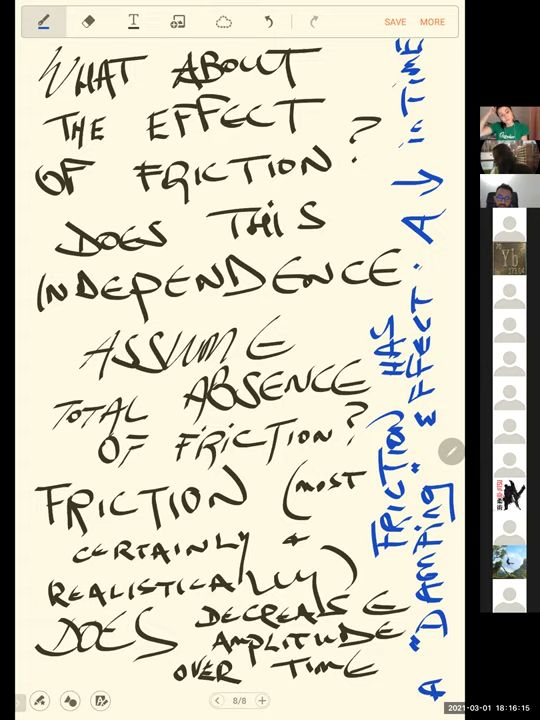 SAVE
MORE
WHAT ABOUT
THE EFFECT
OF FRICTION?
DOES THIS
INDEPENDENCE
ASSUME
TOTAL ABSENCE
OF FRICTION?
FRICTION (MOST
CERTAINLY +
REALISTICALLY)
DOES DECREASE
AMPLITUDE
OVER TIME
FRICTION HAS
A "DAMPING" EFFECT. A ↓ in TIME
Yb
8/8
2021-03-01 18:16:15